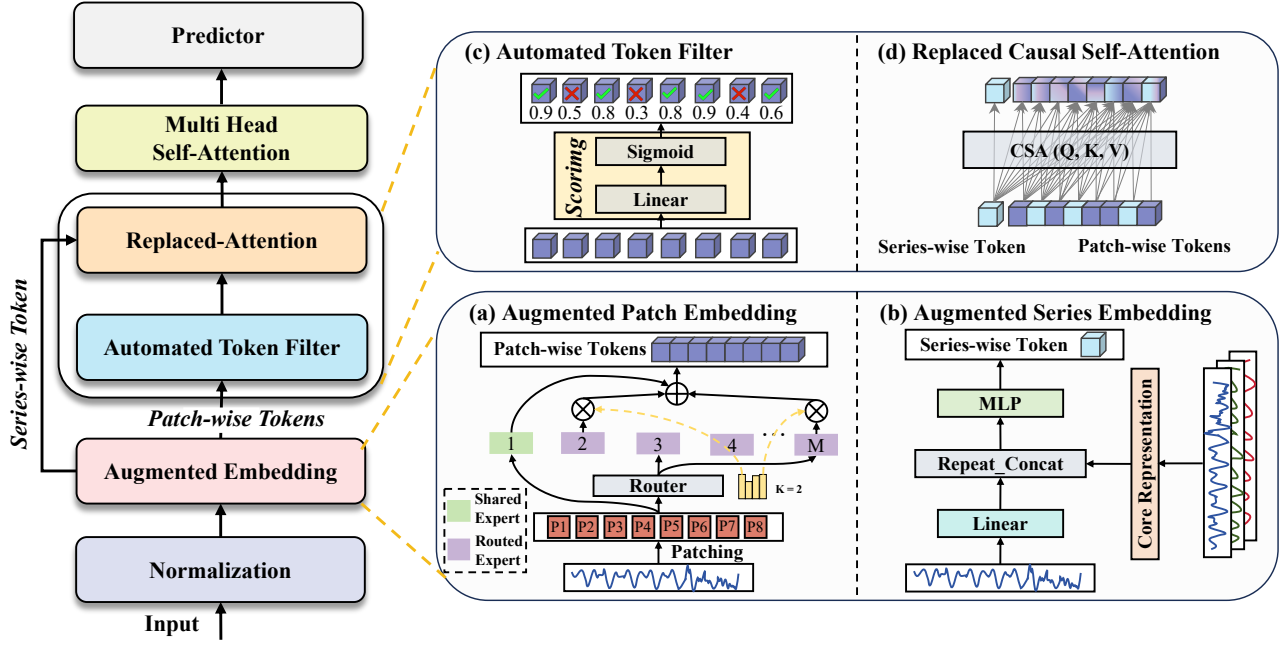 Predictor
Multi Head
Self-Attention
Replaced-Attention
Automated Token Filter
Series-wise Token
Patch-wise Tokens
Augmented Embedding
Normalization
Input
(c) Automated Token Filter
0.9 0.5 0.8 0.3 0.8 0.9 0.4 0.6
Scorimg
Sigmoid
Linear
(d) Replaced Causal Self-Attention
CSA (Q, K, V)
Series-wise Token
Patch-wise Tokens
(a) Augmented Patch Embedding
Patch-wise Tokens
1 2 3 4 ... M
Router
K = 2
Shared
Expert
Routed
Expert
P1 P2 P3 P4 P5 P6 P7 P8
Patching
(b) Augmented Series Embedding
Series-wise Token
MLP
Repeat_Concat
Linear
Core Representation